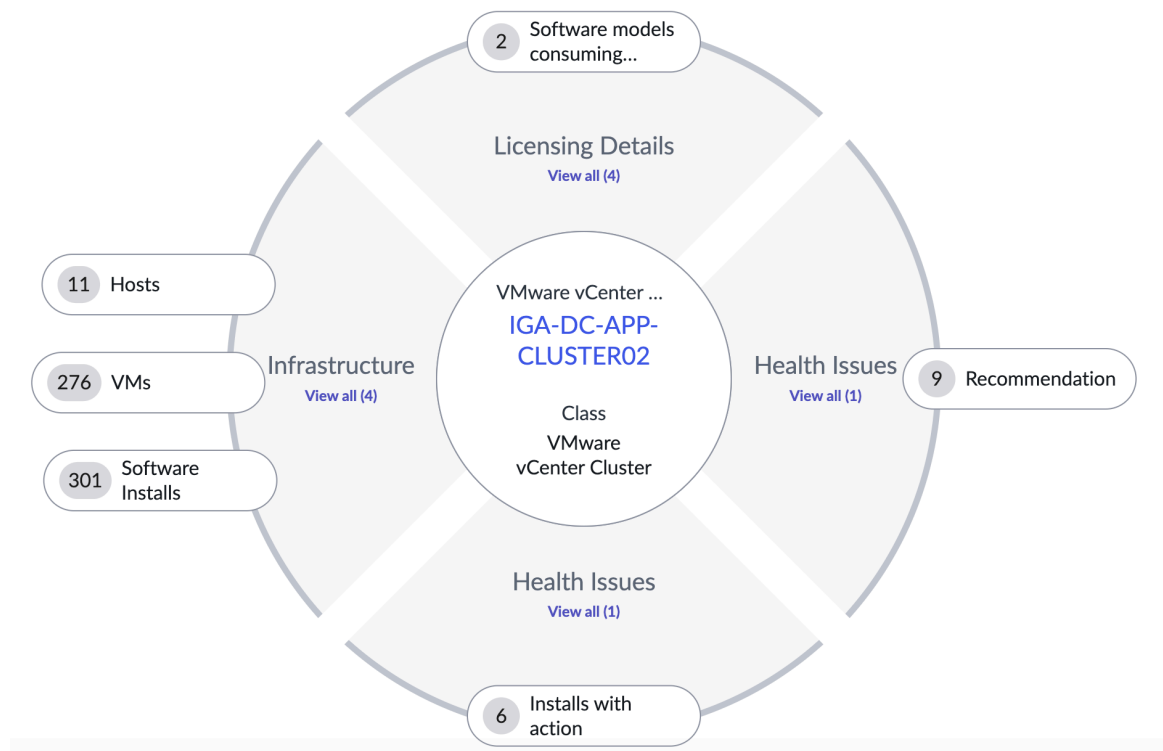 2
Software models
consuming...
Licensing Details
View all (4)
11
Hosts
276
VMs
301
Software
Installs
Infrastructure
View all (4)
VMware vCenter ...
IGA-DC-APP-
CLUSTER02
Class
VMware
vCenter Cluster
Health Issues
View all (1)
9
Recommendation
Health Issues
View all (1)
6
Installs with
action